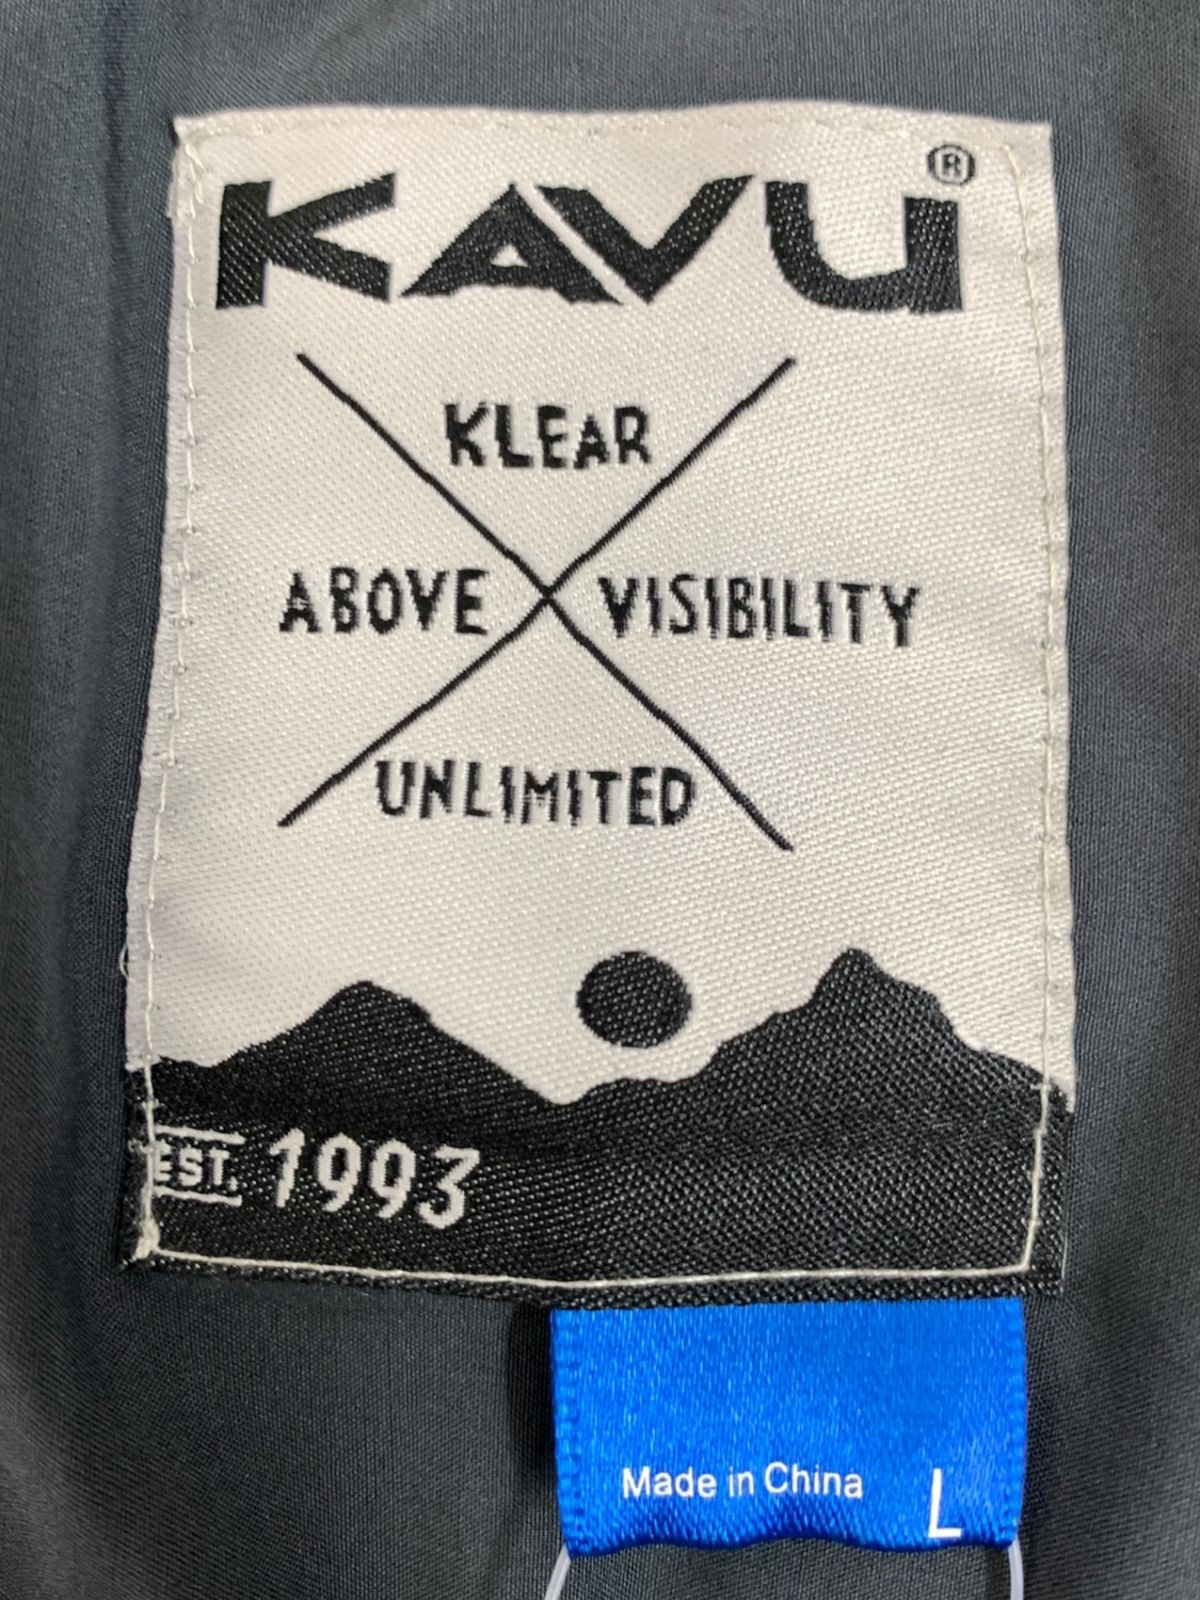 KAVU®
KLEAR
ABOVE VISIBILITY
UNLIMITED
EST. 1993
Made in China L